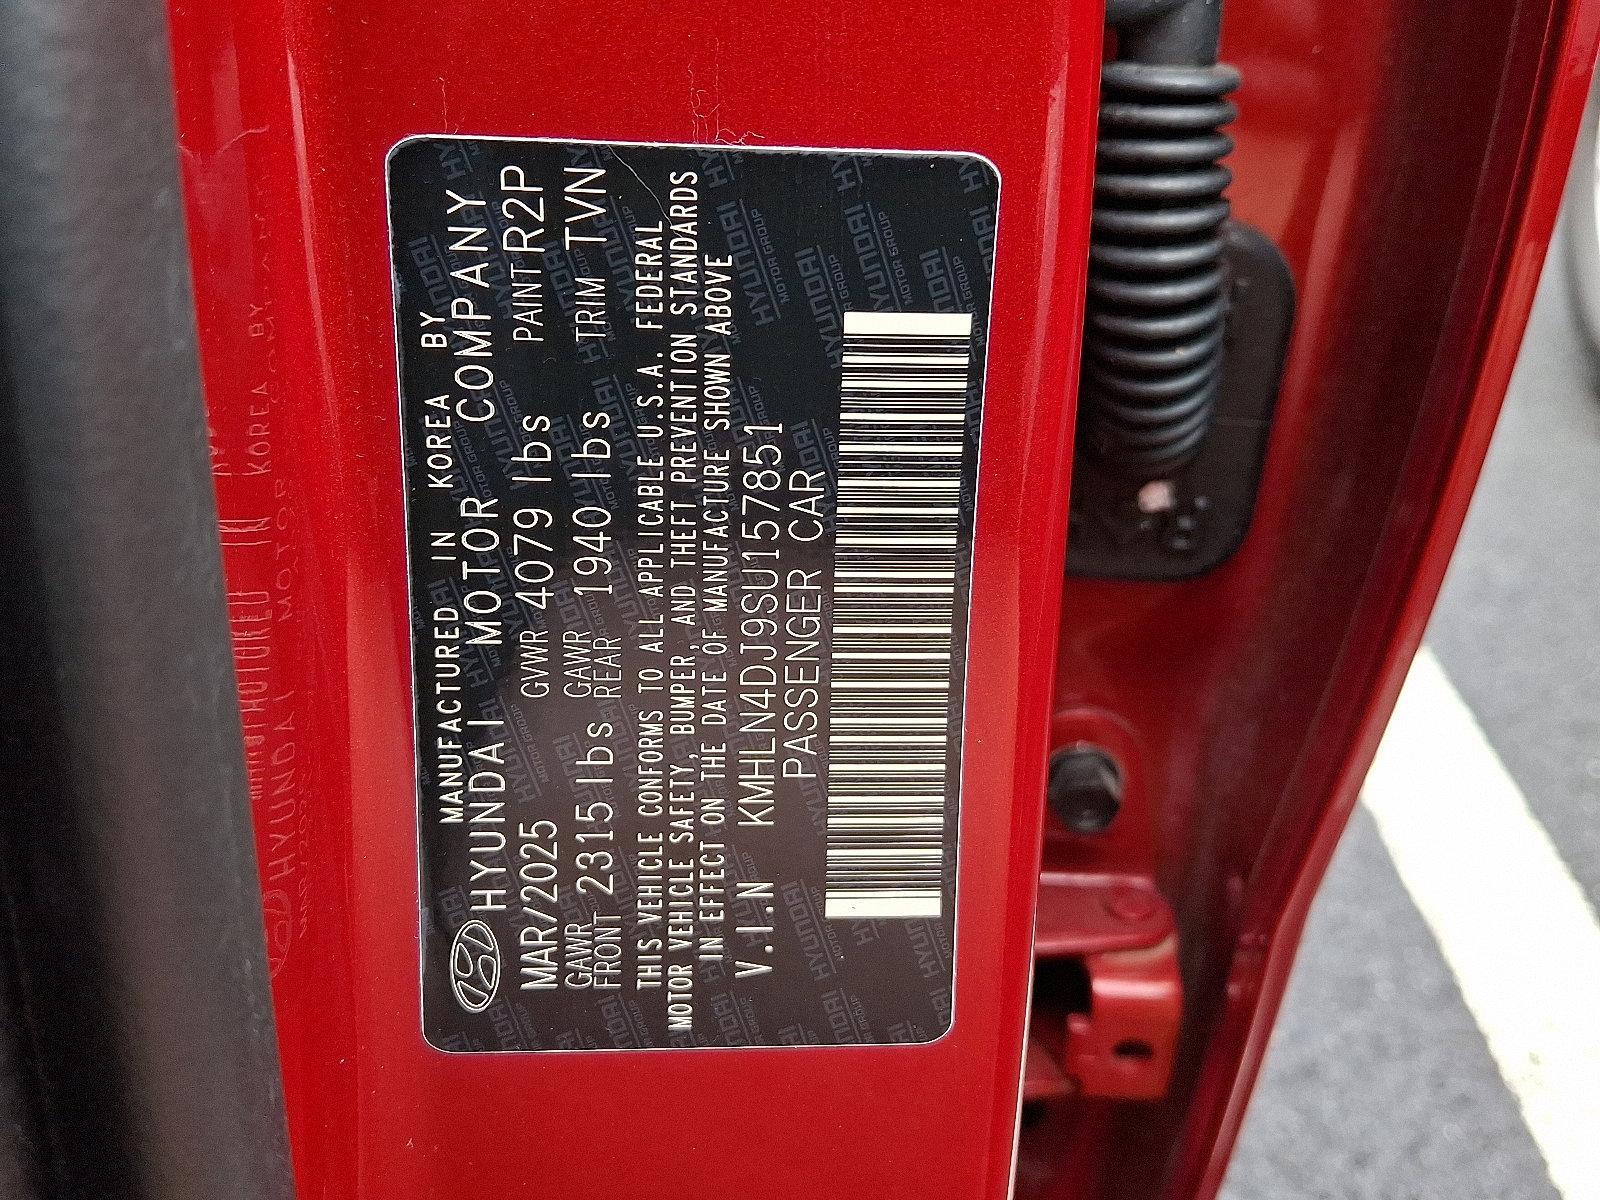 MANUFACTURED IN KOREA BY
HYUNDAI MOTOR COMPANY
MAR/2025 GVWR 4079 lbs PAINT R2P
GAWR FRONT 2315 lbs GAWR REAR 1940 lbs TRIM TVN
THIS VEHICLE CONFORMS TO ALL APPLICABLE U.S.A. FEDERAL
MOTOR VEHICLE SAFETY, BUMPER, AND THEFT PREVENTION STANDARDS
IN EFFECT ON THE DATE OF MANUFACTURE SHOWN ABOVE
V.I.N KMHLN4DJ9SU157851
PASSENGER CAR